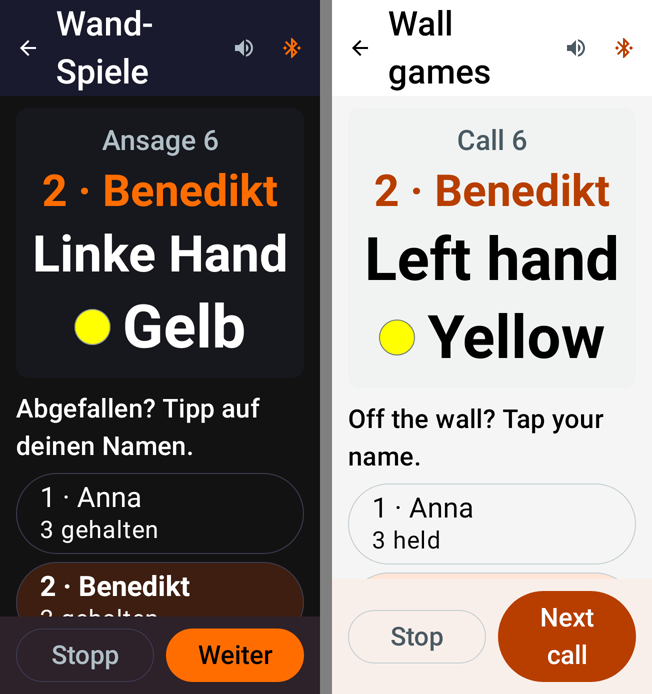 Wand-
Spiele
Ansage 6
2 · Benedikt
Linke Hand
Gelb
Abgefallen? Tipp auf
deinen Namen.
1 · Anna
3 gehalten
2 · Benedikt
2 gehalten
Stopp
Weiter
Wall
games
Call 6
2 · Benedikt
Left hand
Yellow
Off the wall? Tap your
name.
1 · Anna
3 held
Stop
Next
call